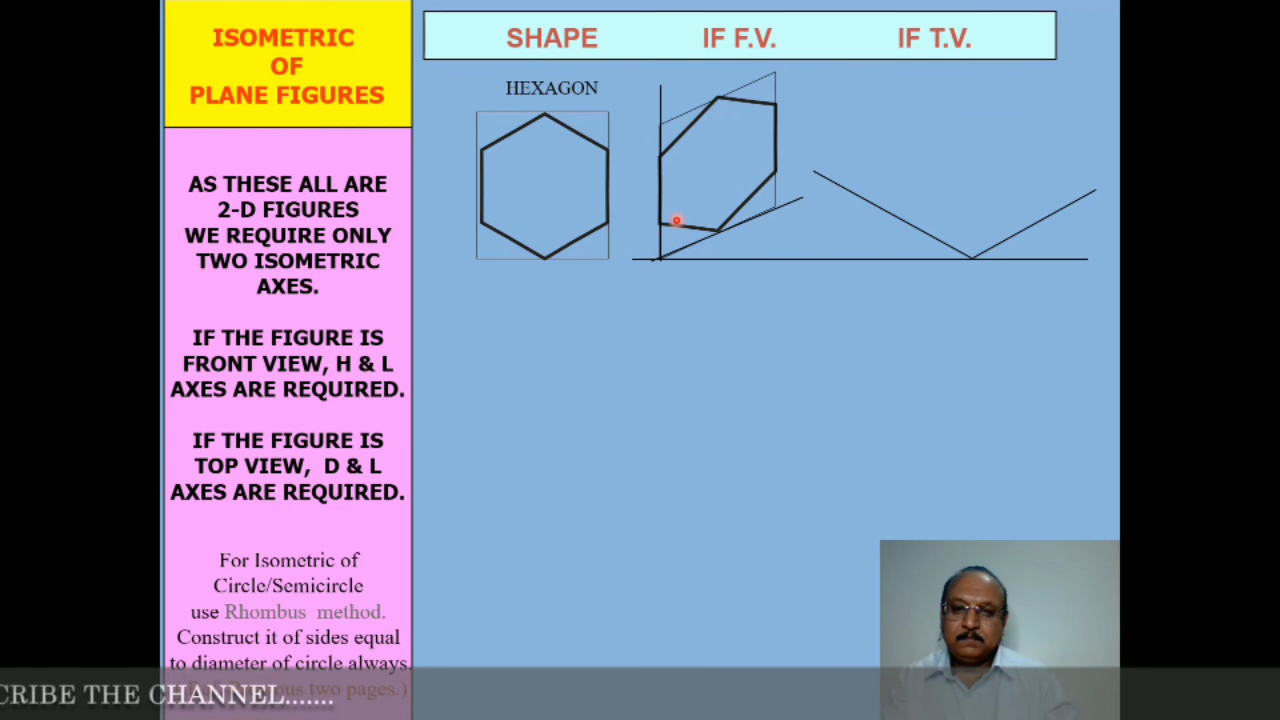 ISOMETRIC
OF
PLANE FIGURES
SHAPE IF F.V. IF T.V.
HEXAGON
AS THESE ALL ARE
2-D FIGURES
WE REQUIRE ONLY
TWO ISOMETRIC
AXES.
IF THE FIGURE IS
FRONT VIEW, H & L
AXES ARE REQUIRED.
IF THE FIGURE IS
TOP VIEW, D & L
AXES ARE REQUIRED.
For Isometric of
Circle/Semicircle
use Rhombus method.
Construct it of sides equal
to diameter of circle always.
two pages.)
THE CHANNEL.......